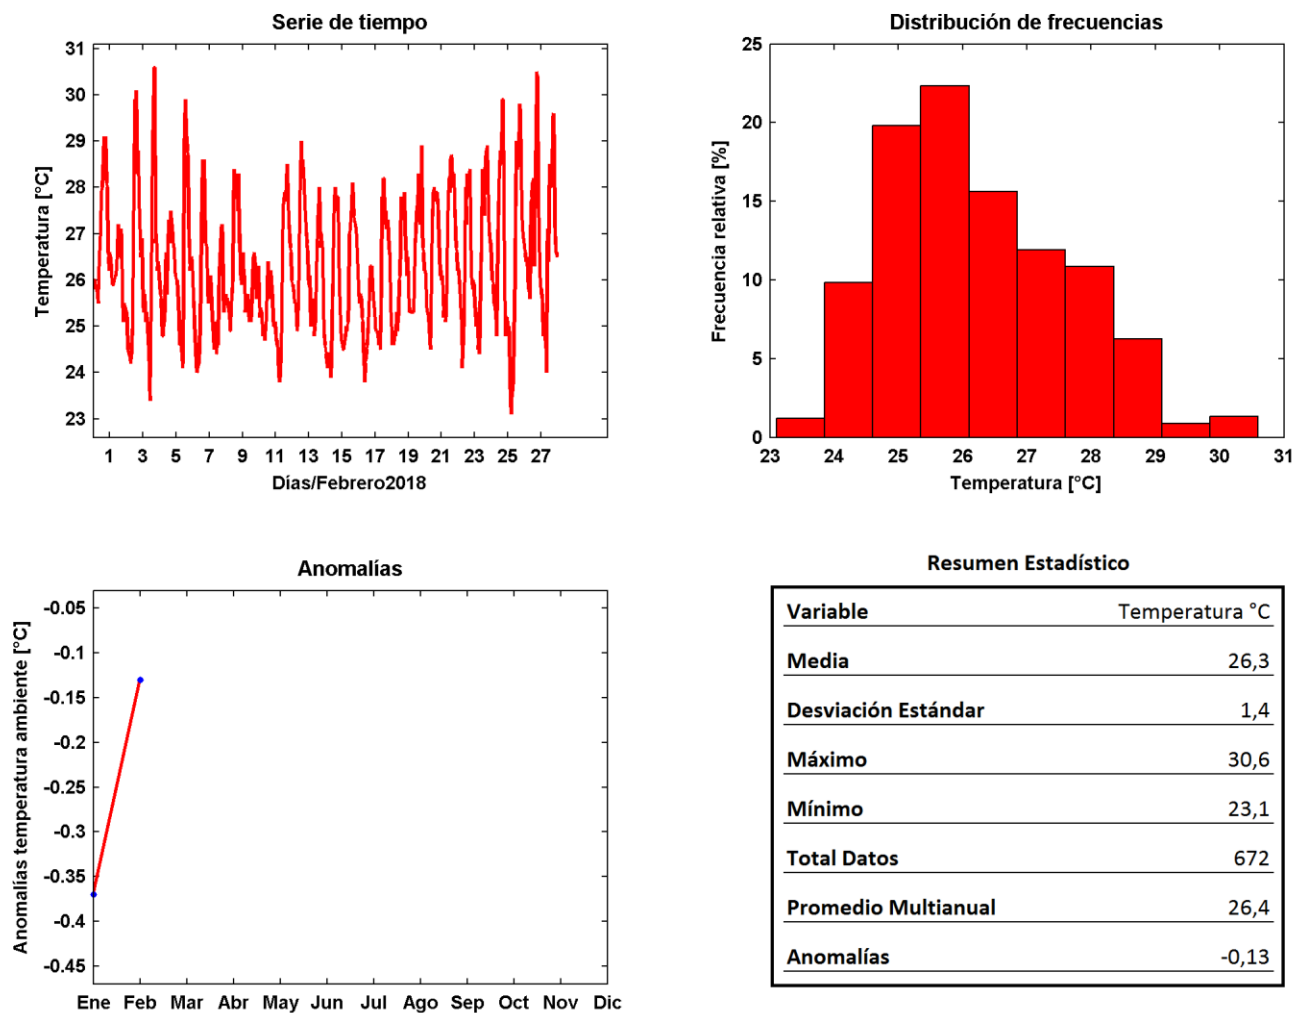 Serie de tiempo
31
30
29
28
27
26
25
24
23
Temperatura [°C]
1 3 5 7 9 11 13 15 17 19 21 23 25 27
Dias/Febrero2018
Distribución de frecuencias
25
20
15
10
5
0
Frecuencia relativa [%]
23 24 25 26 27 28 29 30 31
Temperatura [°C]
Anomalías
-0.05
-0.1
-0.15
-0.2
-0.25
-0.3
-0.35
-0.4
-0.45
Anomalias temperatura ambiente [°C]
Ene Feb Mar Abr May Jun Jul Ago Sep Oct Nov Dic
Resumen Estadístico
Variable Temperatura °C
Media 26,3
Desviación Estándar 1,4
Máximo 30,6
Mínimo 23,1
Total Datos 672
Promedio Multianual 26,4
Anomalías -0,13